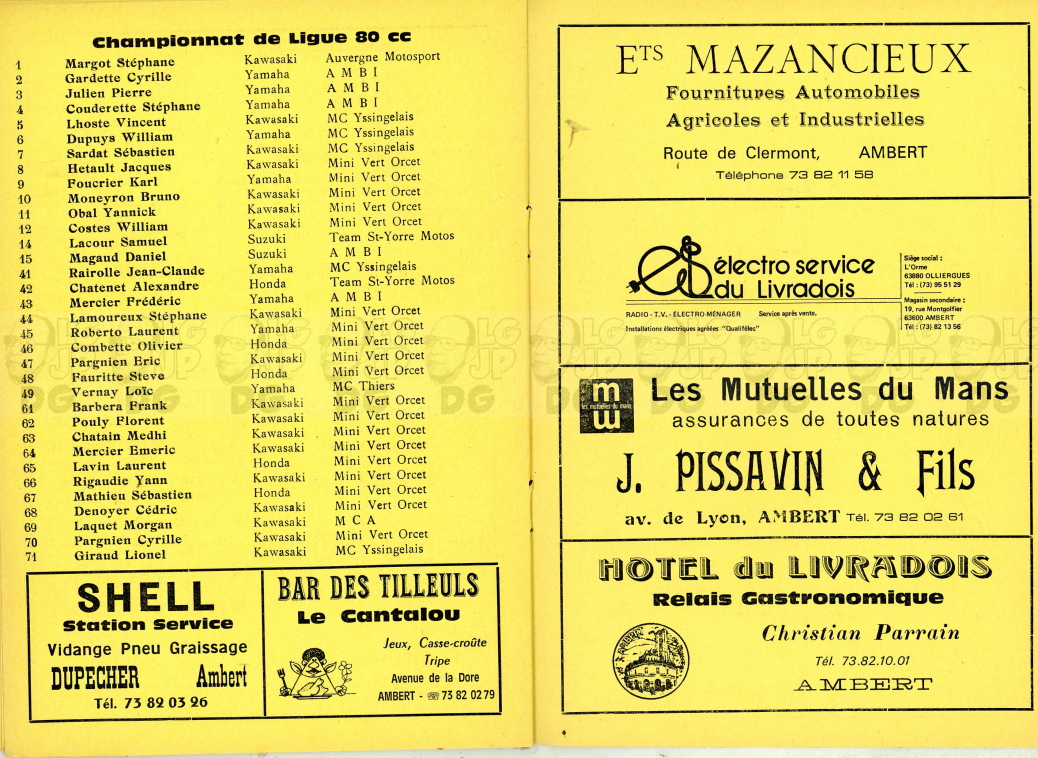 Championnat de Ligue 80 cc
1 Margot Stéphane Kawasaki Auvergne Motosport
2 Gardette Cyrille Yamaha A M B I
3 Julien Pierre Yamaha A M B I
4 Couderette Stéphane Yamaha A M B I
5 Lhoste Vincent Kawasaki MC Yssingelais
6 Dupuys William Yamaha MC Yssingelais
7 Sardat Sébastien Kawasaki MC Yssingelais
8 Hetault Jacques Kawasaki Mini Vert Orcet
9 Foucrier Karl Yamaha Mini Vert Orcet
10 Moneyron Bruno Kawasaki Mini Vert Orcet
11 Obal Yannick Kawasaki Mini Vert Orcet
12 Costes William Kawasaki Mini Vert Orcet
14 Lacour Samuel Suzuki Team St-Yorre Motos
15 Magaud Daniel Suzuki A M B I
41 Rairolle Jean-Claude Yamaha MC Yssingelais
42 Chatenet Alexandre Honda Team St-Yorre Motos
43 Mercier Frédéric Yamaha A M B I
44 Lamoureux Stéphane Kawasaki Mini Vert Orcet
45 Roberto Laurent Yamaha Mini Vert Orcet
46 Combette Olivier Honda Mini Vert Orcet
47 Pargnien Eric Kawasaki Mini Vert Orcet
48 Fauritte Steve Honda Mini Vert Orcet
49 Vernay Loïc Yamaha MC Thiers
61 Barbera Frank Kawasaki Mini Vert Orcet
62 Pouly Florent Kawasaki Mini Vert Orcet
63 Chatain Medhi Kawasaki Mini Vert Orcet
64 Mercier Emeric Kawasaki Mini Vert Orcet
65 Lavin Laurent Honda Mini Vert Orcet
66 Rigaudie Yann Kawasaki Mini Vert Orcet
67 Mathieu Sébastien Honda Mini Vert Orcet
68 Denoyer Cédric Kawasaki Mini Vert Orcet
69 Laquet Morgan Kawasaki M C A
70 Pargnien Cyrille Kawasaki Mini Vert Orcet
71 Giraud Lionel Kawasaki MC Yssingelais
SHELL
Station Service
Vidange Pneu Graissage
DUPECHER Ambert
Tél. 73 82 03 26
BAR DES TILLEULS
Le Cantalou
Jeux, Casse-croûte
Tripe
Avenue de la Dore
AMBERT - ☎ 73 82 02 79
ETS MAZANCIEUX
Fournitures Automobiles
Agricoles et Industrielles
Route de Clermont, AMBERT
Téléphone 73 82 11 58
électro service
du Livradois
RADIO - T.V. - ÉLECTRO-MÉNAGER Service après vente.
Installations électriques agréées "Qualifélec"
Siège social :
L'Orme
63880 OLLIERGUES
Tél : (73) 95 51 29
Magasin secondaire :
19, rue Montgolfier
63600 AMBERT
Tél : (73) 82 13 56
les mutuelles du mans
Les Mutuelles du Mans
assurances de toutes natures
J. PISSAVIN & Fils
av. de Lyon, AMBERT Tél. 73 82 02 61
HOTEL du LIVRADOIS
Relais Gastronomique
Christian Parrain
Tél. 73.82.10.01
AMBERT